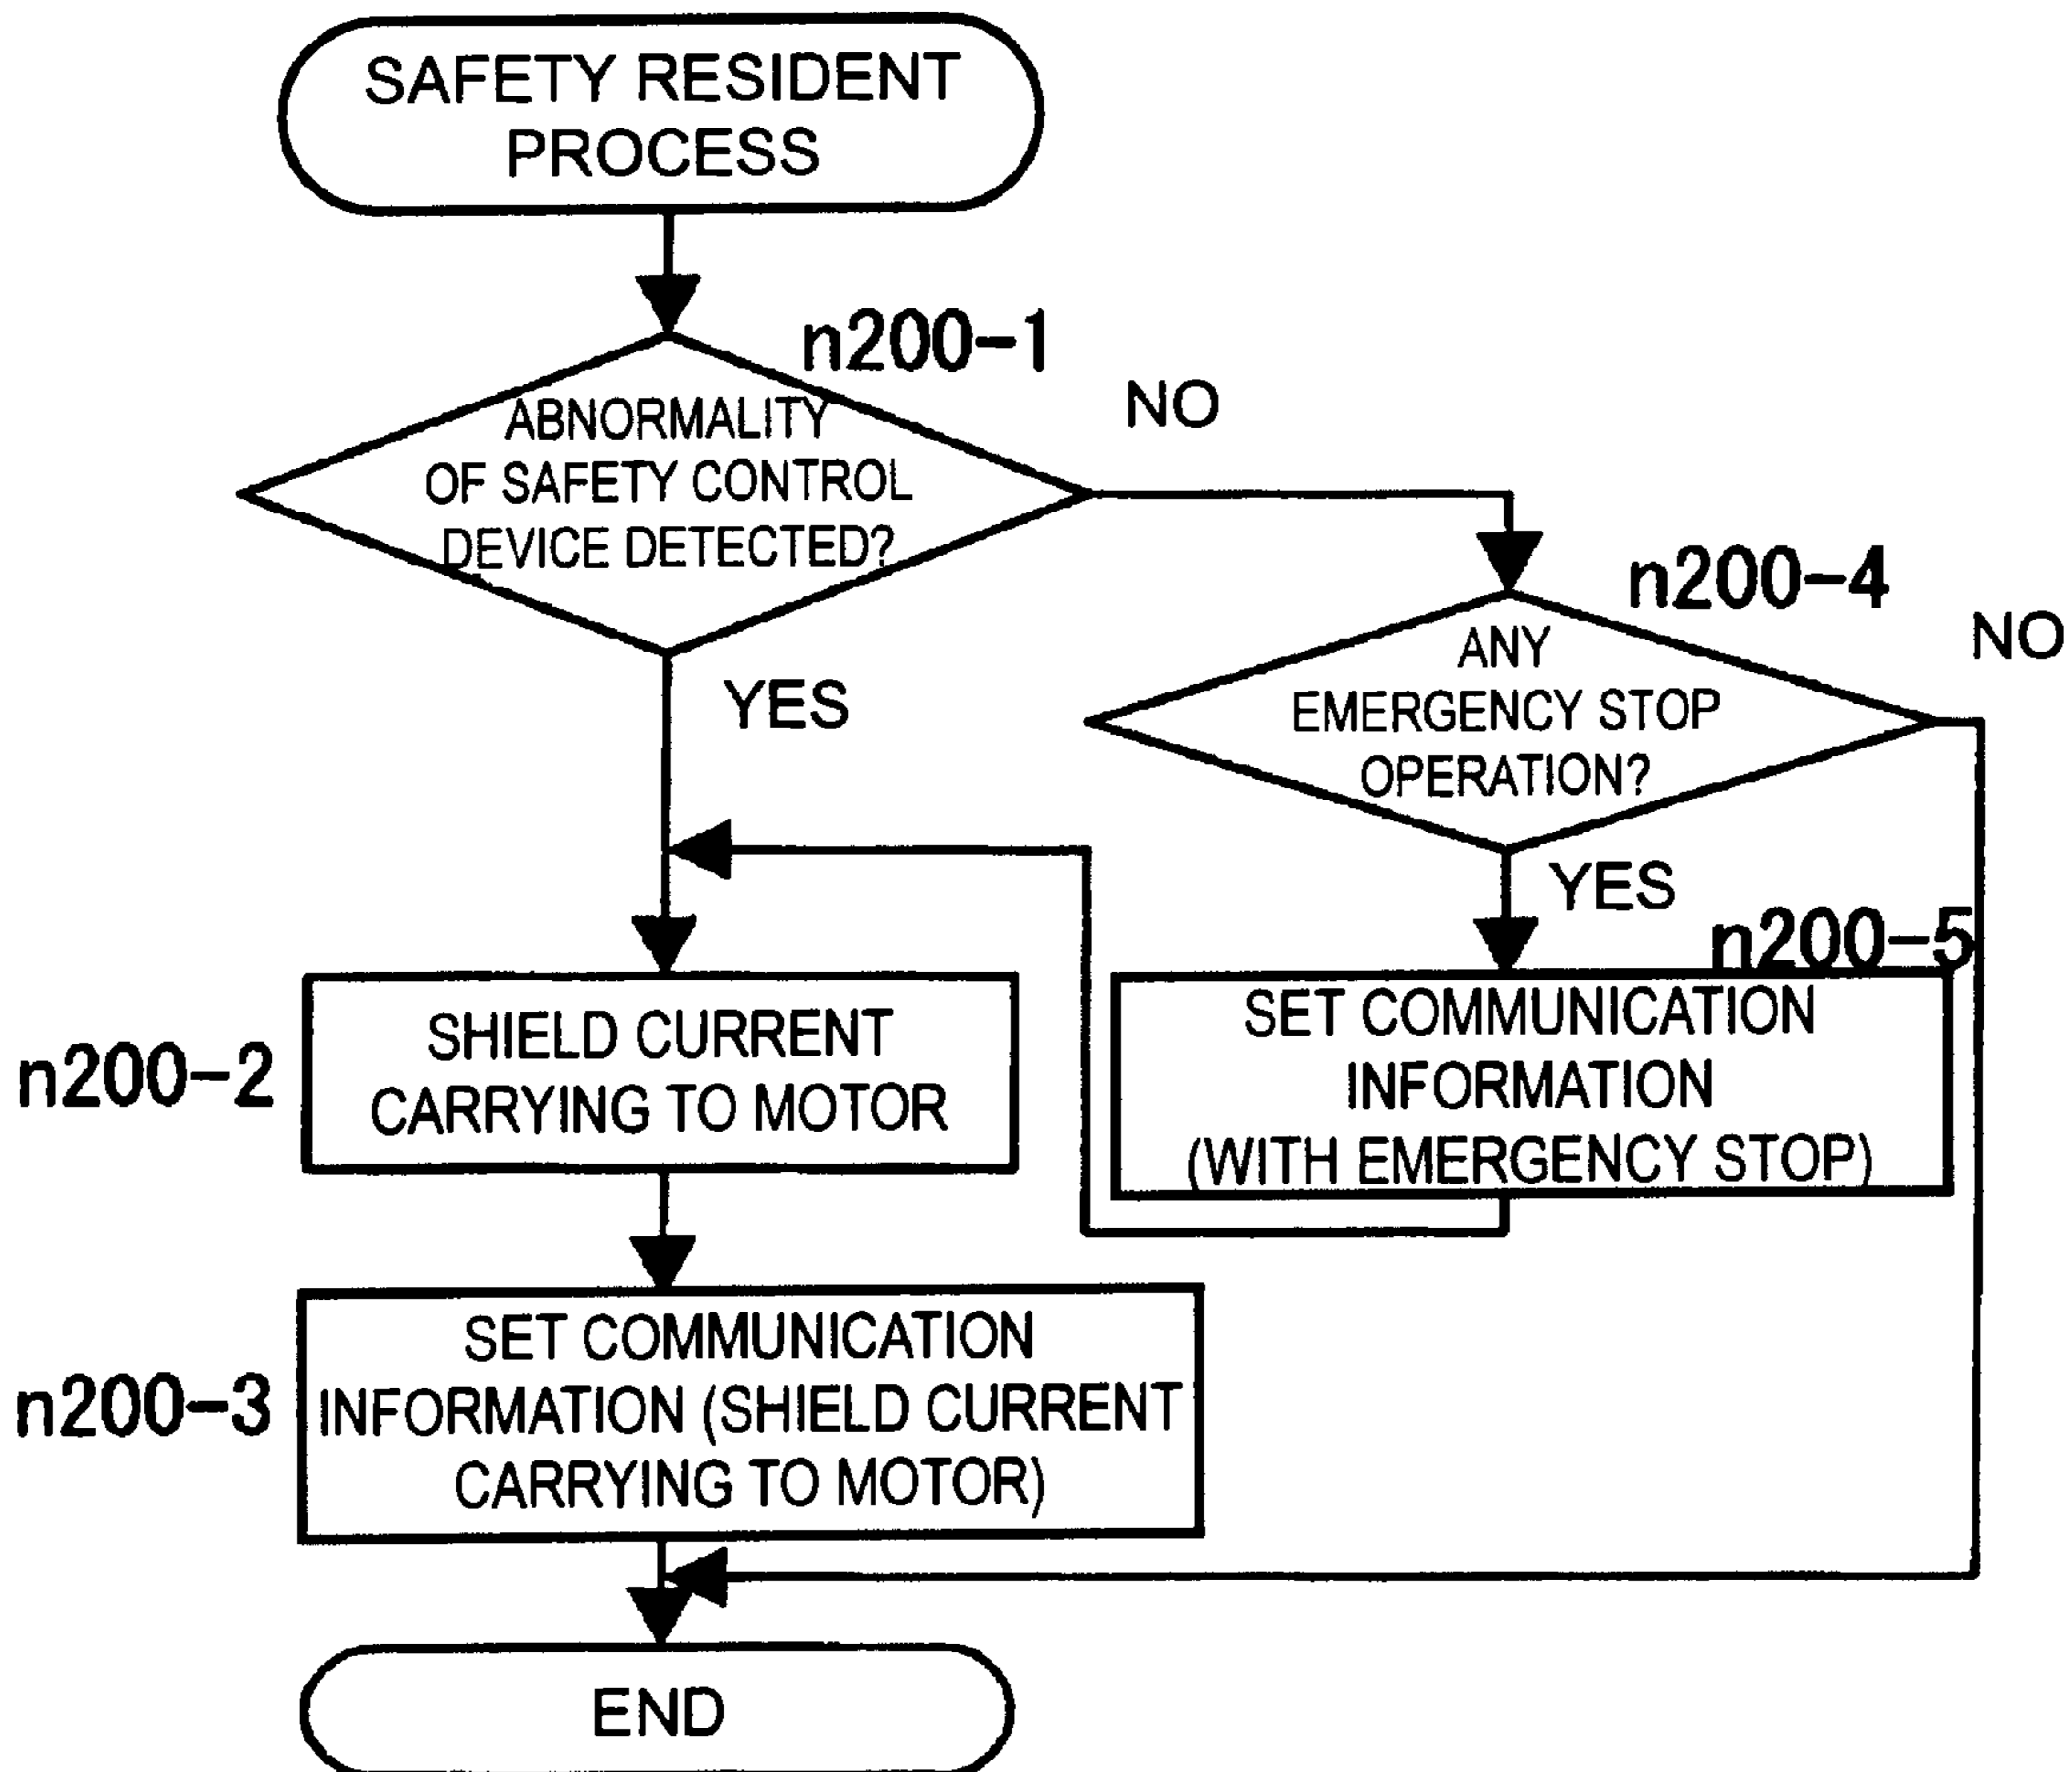 SAFETY RESIDENT
PROCESS
n200-1
ABNORMALITY
OF SAFETY CONTROL
DEVICE DETECTED?
NO
YES
n200-4
ANY
EMERGENCY STOP
OPERATION?
NO
YES
n200-5
SET COMMUNICATION
INFORMATION
(WITH EMERGENCY STOP)
n200-2
SHIELD CURRENT
CARRYING TO MOTOR
n200-3
SET COMMUNICATION
INFORMATION (SHIELD CURRENT
CARRYING TO MOTOR)
END